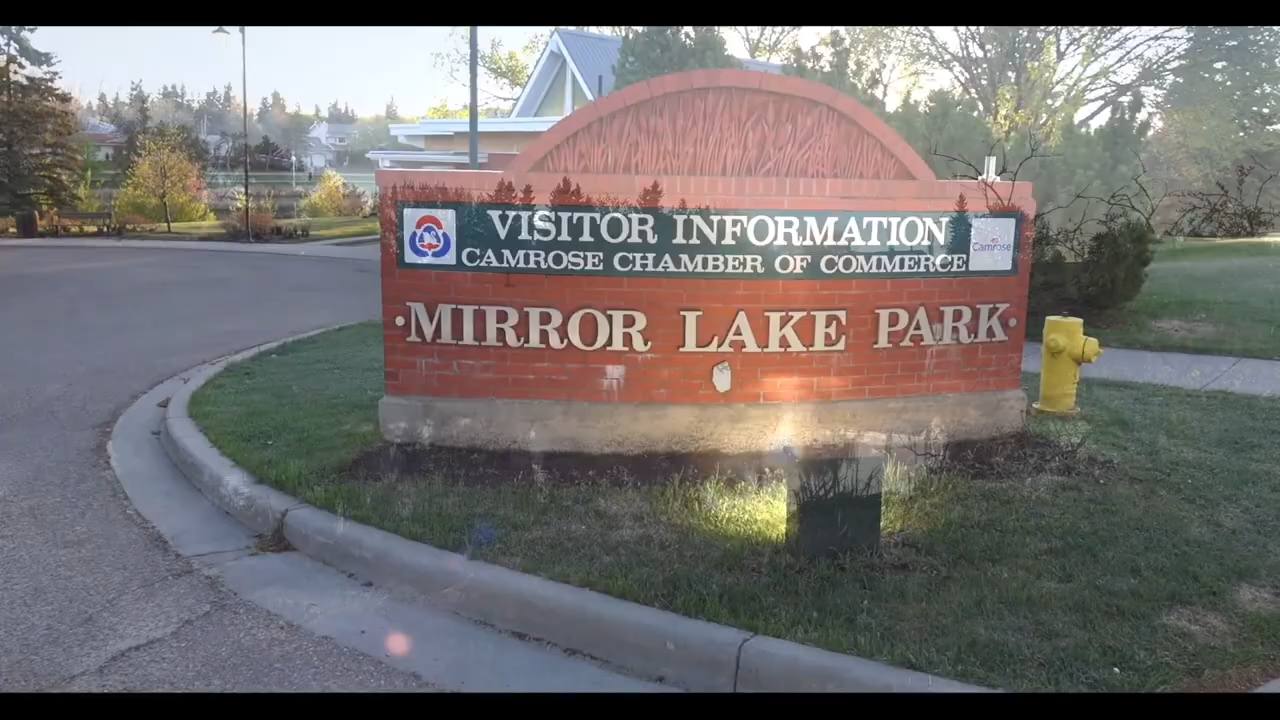 VISITOR INFORMATION
CAMROSE CHAMBER OF COMMERCE
Camrose
•MIRROR LAKE PARK•